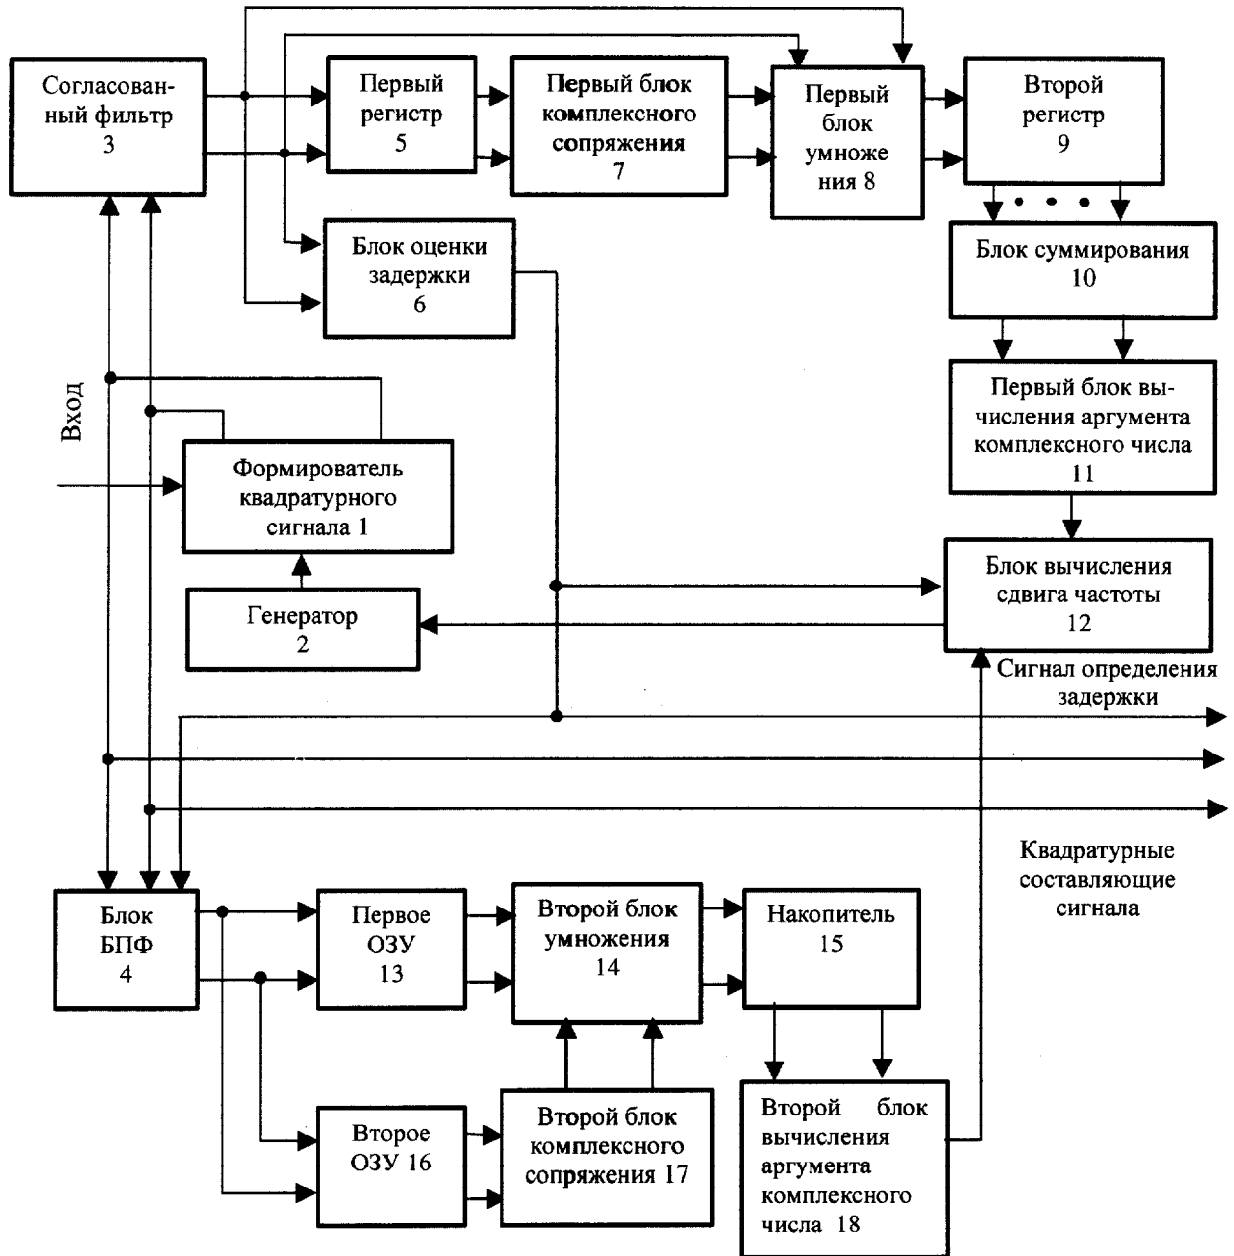 Согласован-
ный фильтр
3
Первый
регистр
5
Первый блок
комплексного
сопряжения
7
Первый
блок
умноже
ния 8
Второй
регистр
9
• • •
Блок оценки
задержки
6
Блок суммирования
10
Вход
Первый блок вы-
числения аргумента
комплексного числа
11
Формирователь
квадратурного
сигнала 1
Генератор
2
Блок вычисления
сдвига частоты
12
Сигнал определения
задержки
Квадратурные
составляющие
сигнала
Блок
БПФ
4
Первое
ОЗУ
13
Второй блок
умножения
14
Накопитель
15
Второе
ОЗУ 16
Второй блок
комплексного
сопряжения 17
Второй блок
вычисления
аргумента
комплексного
числа 18